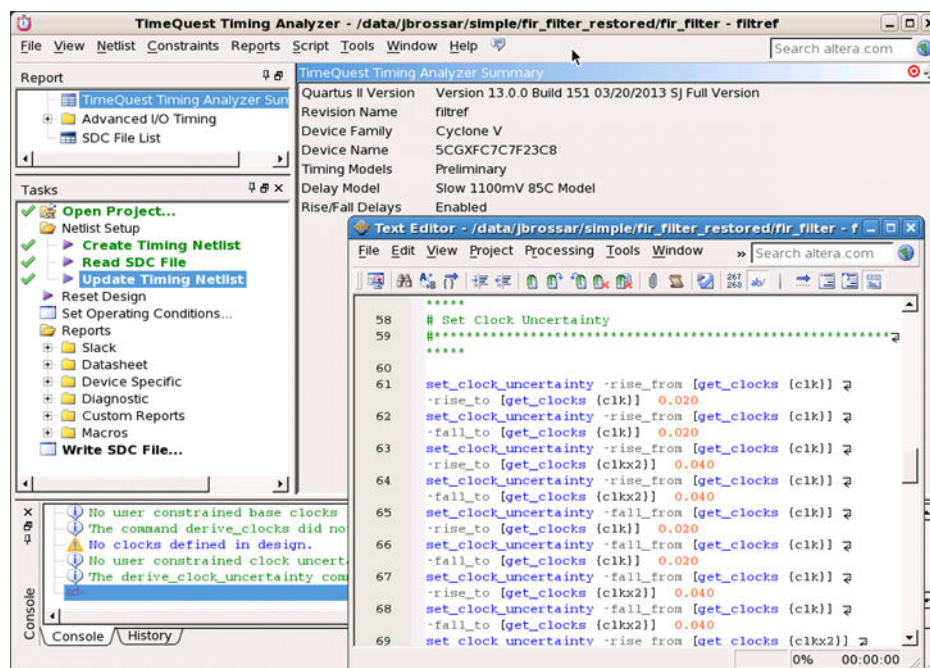 TimeQuest Timing Analyzer - /data/jbrossar/simple/fir_filter_restored/fir_filter - filtref
File View Netlist Constraints Reports Script Tools Window Help
Search altera.com
Report
TimeQuest Timing Analyzer Sum
Advanced I/O Timing
SDC File List
Tasks
Open Project...
Netlist Setup
Create Timing Netlist
Read SDC File
Update Timing Netlist
Reset Design
Set Operating Conditions...
Reports
Slack
Datasheet
Device Specific
Diagnostic
Custom Reports
Macros
Write SDC File...
TimeQuest Timing Analyzer Summary
Quartus II Version Version 13.0.0 Build 151 03/20/2013 SJ Full Version
Revision Name filtref
Device Family Cyclone V
Device Name 5CGXFC7C7F23C8
Timing Models Preliminary
Delay Model Slow 1100mV 85C Model
Rise/Fall Delays Enabled
Text Editor - /data/jbrossar/simple/fir_filter_restored/fir_filter - f
File Edit View Project Processing Tools Window » Search altera.com
267
268 ab/
*****
58 # Set Clock Uncertainty
59
*****
60
61 set_clock_uncertainty -rise_from [get_clocks {clk}]
-rise_to [get_clocks {clk}] 0.020
62 set_clock_uncertainty -rise_from [get_clocks {clk}]
-fall_to [get_clocks {clk}] 0.020
63 set_clock_uncertainty -rise_from [get_clocks {clk}]
-rise_to [get_clocks {clkx2}] 0.040
64 set_clock_uncertainty -rise_from [get_clocks {clk}]
-fall_to [get_clocks {clkx2}] 0.040
65 set_clock_uncertainty -fall_from [get_clocks {clk}]
-rise_to [get_clocks {clk}] 0.020
66 set_clock_uncertainty -fall_from [get_clocks {clk}]
-fall_to [get_clocks {clk}] 0.020
67 set_clock_uncertainty -fall_from [get_clocks {clk}]
-rise_to [get_clocks {clkx2}] 0.040
68 set_clock_uncertainty -fall_from [get_clocks {clk}]
-fall_to [get_clocks {clkx2}] 0.040
69 set_clock_uncertainty -rise_from [get_clocks {clkx2}]
0% 00:00:00
Console
No user constrained base clocks
The command derive_clocks did no
No clocks defined in design.
No user constrained clock uncert
The derive_clock_uncertainty com
Console History